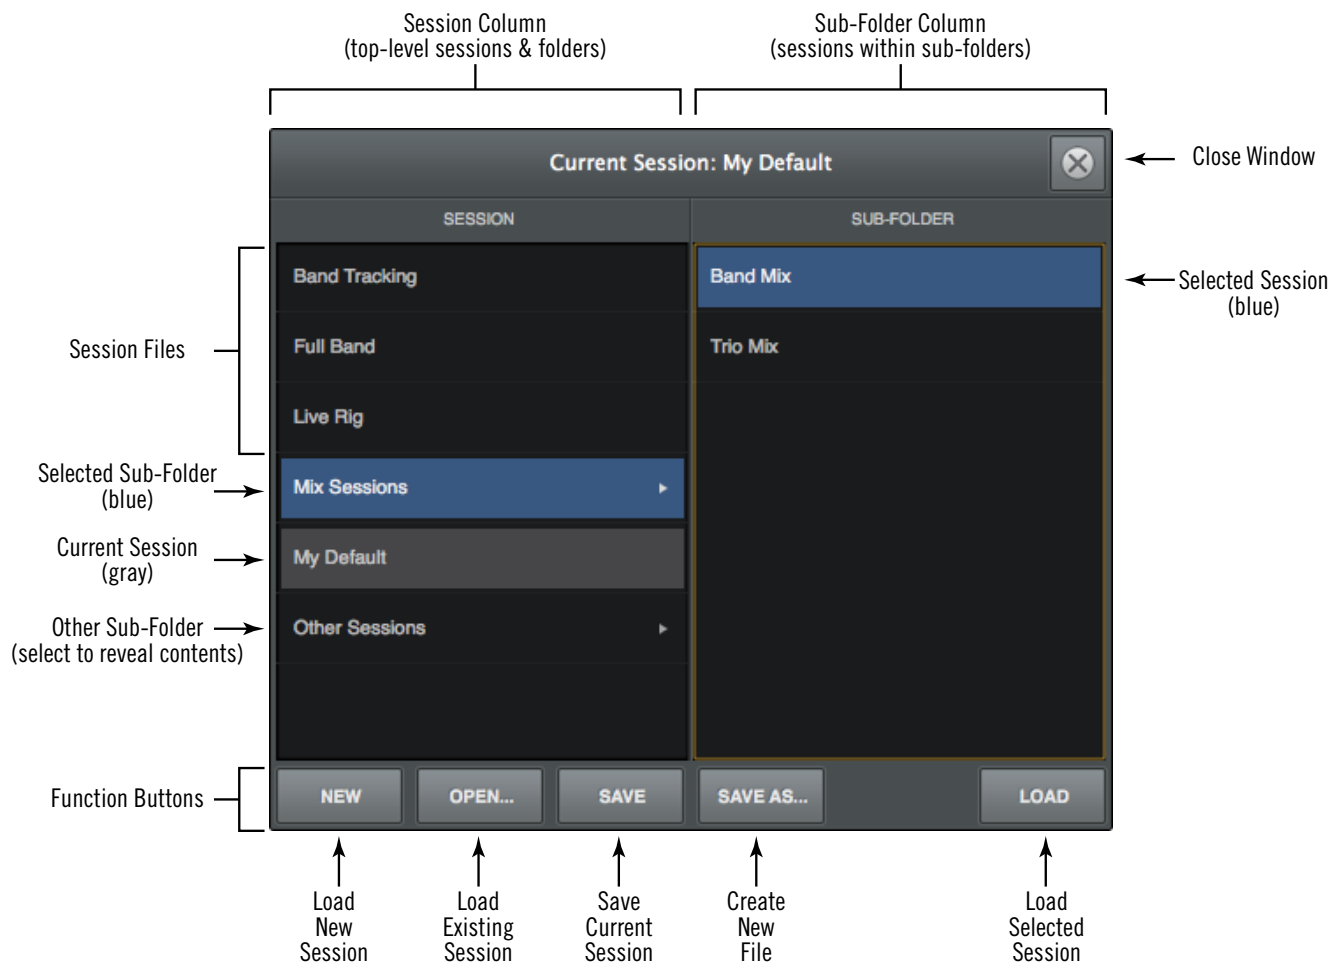 Session Column
(top-level sessions & folders)
Sub-Folder Column
(sessions within sub-folders)
Current Session: My Default
Close Window
SESSION
SUB-FOLDER
Band Tracking
Band Mix
Selected Session
(blue)
Session Files
Full Band
Trio Mix
Live Rig
Selected Sub-Folder
(blue)
Mix Sessions
Current Session
(gray)
My Default
Other Sub-Folder
(select to reveal contents)
Other Sessions
Function Buttons
NEW
OPEN...
SAVE
SAVE AS...
LOAD
Load
New
Session
Load
Existing
Session
Save
Current
Session
Create
New
File
Load
Selected
Session